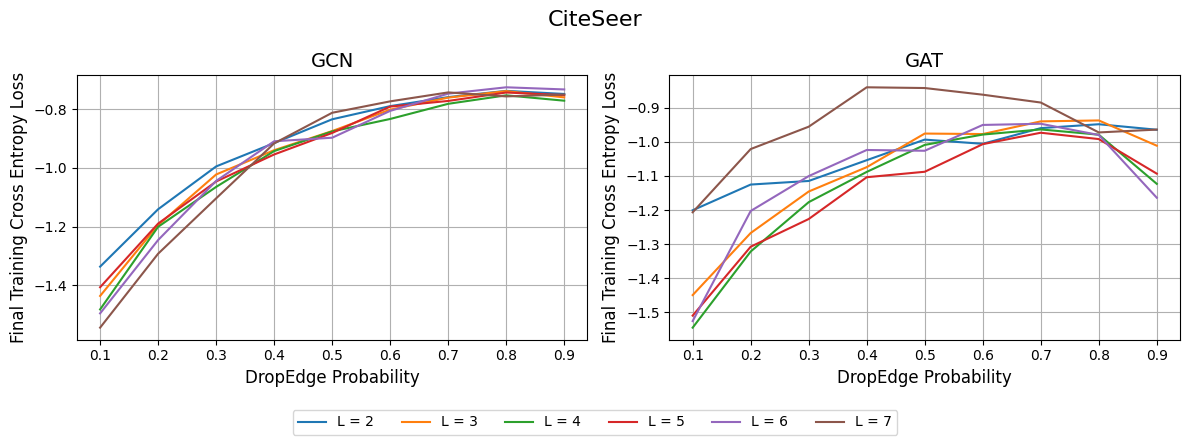 CiteSeer
GCN
Final Training Cross Entropy Loss
−0.8
−1.0
−1.2
−1.4
0.1 0.2 0.3 0.4 0.5 0.6 0.7 0.8 0.9
DropEdge Probability
GAT
Final Training Cross Entropy Loss
−0.9
−1.0
−1.1
−1.2
−1.3
−1.4
−1.5
0.1 0.2 0.3 0.4 0.5 0.6 0.7 0.8 0.9
DropEdge Probability
L = 2 L = 3 L = 4 L = 5 L = 6 L = 7